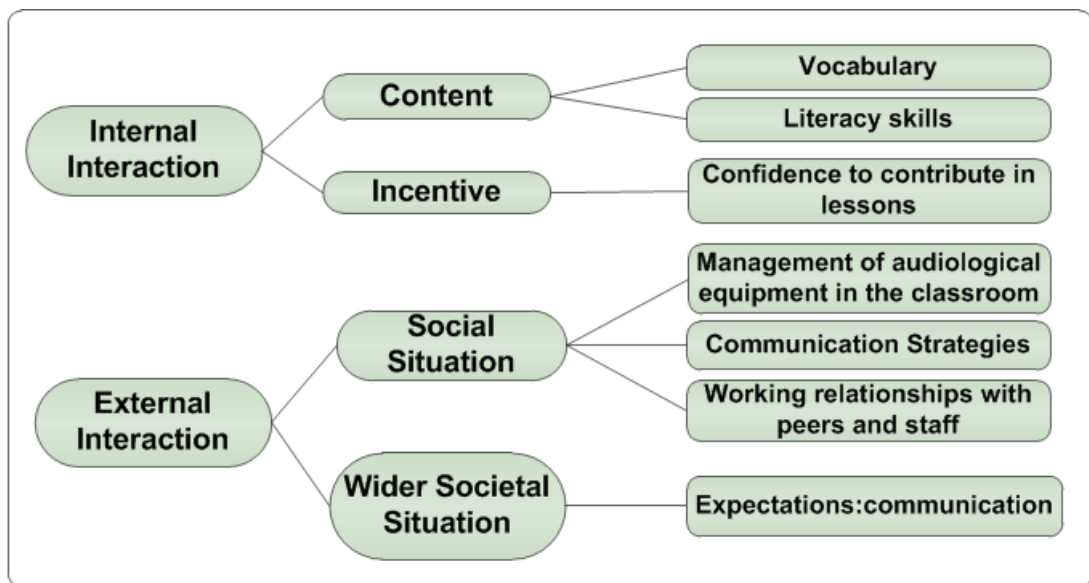 Internal
Interaction
Content
Vocabulary
Literacy skills
Incentive
Confidence to contribute in
lessons
External
Interaction
Social
Situation
Management of audiological
equipment in the classroom
Communication Strategies
Working relationships with
peers and staff
Wider Societal
Situation
Expectations:communication